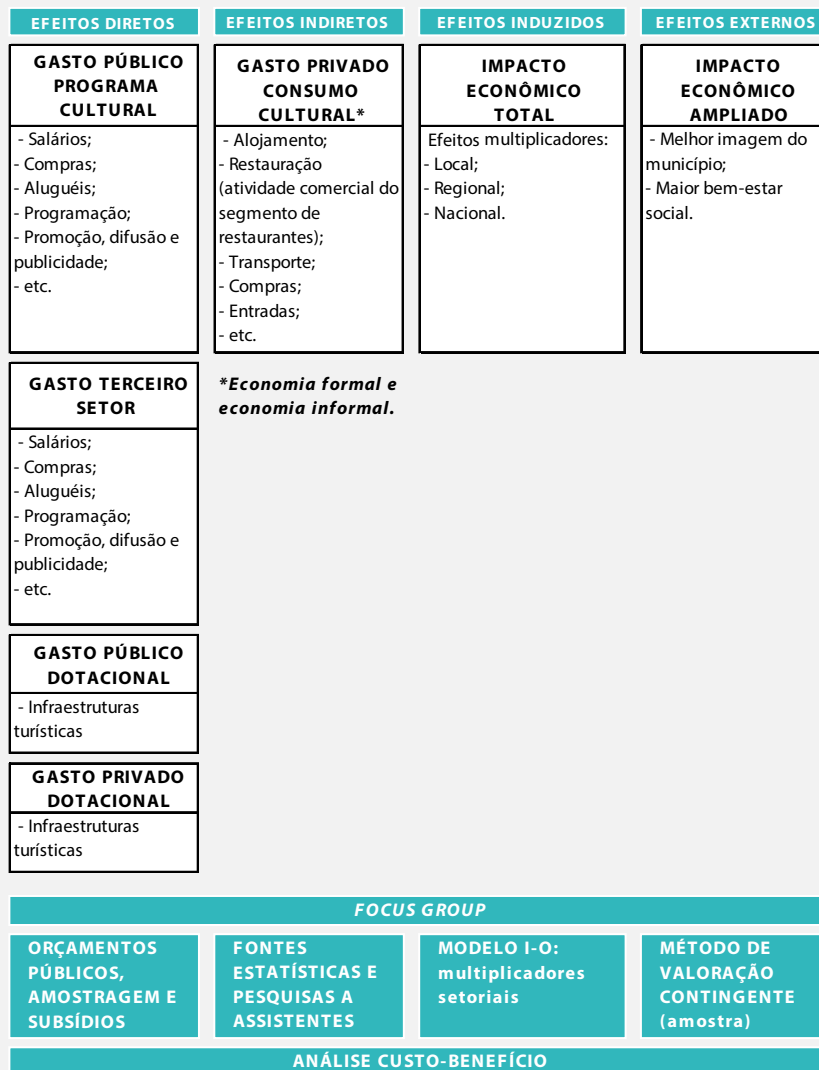 EFEITOS DIRETOS
GASTO PÚBLICO
PROGRAMA
CULTURAL
- Salários;
- Compras;
- Aluguéis;
- Programação;
- Promoção, difusão e
publicidade;
- etc.
GASTO TERCEIRO
SETOR
- Salários;
- Compras;
- Aluguéis;
- Programação;
- Promoção, difusão e
publicidade;
- etc.
GASTO PÚBLICO
DOTACIONAL
- Infraestruturas
turísticas
GASTO PRIVADO
DOTACIONAL
- Infraestruturas
turísticas
EFEITOS INDIRETOS
GASTO PRIVADO
CONSUMO
CULTURAL*
- Alojamento;
- Restauração
(atividade comercial do
segmento de
restaurantes);
- Transporte;
- Compras;
- Entradas;
- etc.
*Economia formal e
economia informal.
EFEITOS INDUZIDOS
IMPACTO
ECONÔMICO
TOTAL
Efeitos multiplicadores:
- Local;
- Regional;
- Nacional.
EFEITOS EXTERNOS
IMPACTO
ECONÔMICO
AMPLIADO
- Melhor imagem do
município;
- Maior bem-estar
social.
FOCUS GROUP
ORÇAMENTOS
PÚBLICOS,
AMOSTRAGEM E
SUBSÍDIOS
FONTES
ESTATÍSTICAS E
PESQUISAS A
ASSISTENTES
MODELO I-O:
multiplicadores
setoriais
MÉTODO DE
VALORAÇÃO
CONTINGENTE
(amostra)
ANÁLISE CUSTO-BENEFÍCIO